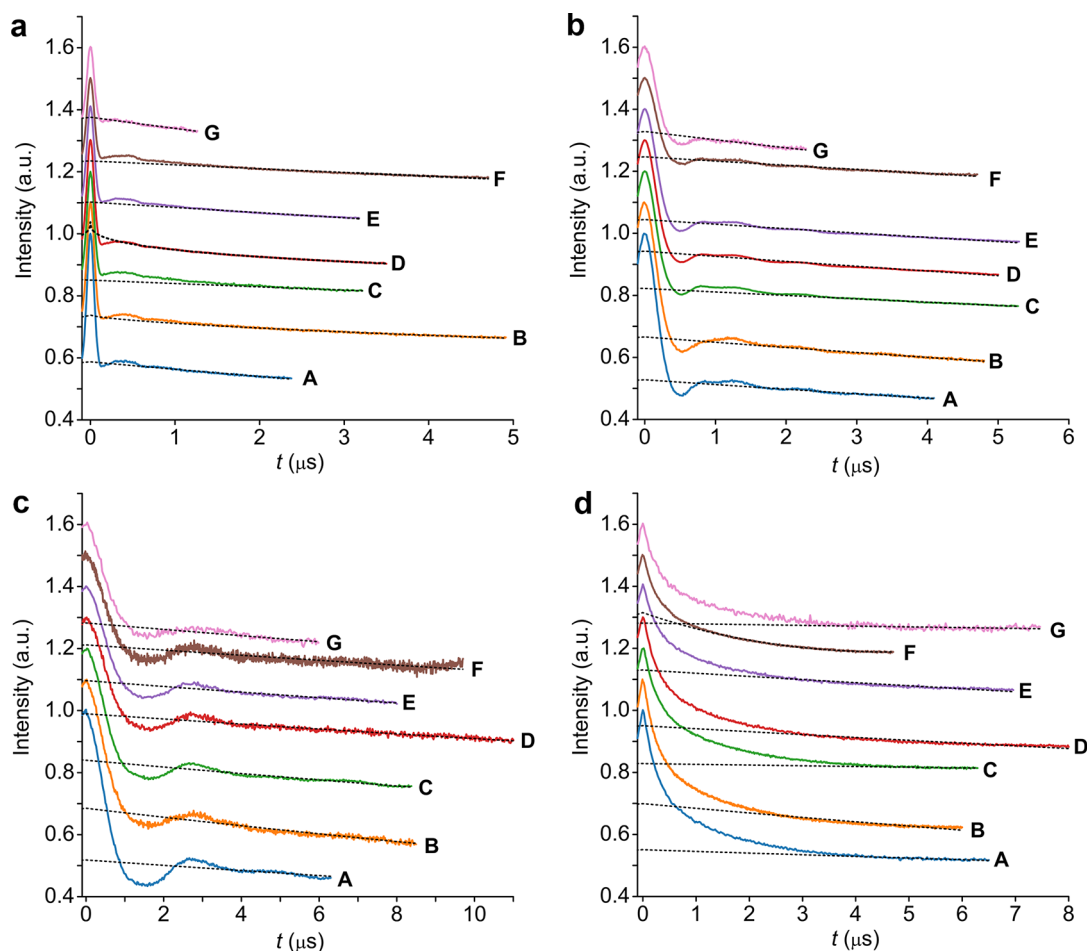 a
Intensity (a.u.)
1.6
1.4
1.2
1.0
0.8
0.6
0.4
G
F
E
D
C
B
A
0 1 2 3 4 5
t (μs)
b
Intensity (a.u.)
1.6
1.4
1.2
1.0
0.8
0.6
0.4
G
F
E
D
C
B
A
0 1 2 3 4 5 6
t (μs)
c
Intensity (a.u.)
1.6
1.4
1.2
1.0
0.8
0.6
0.4
G
F
E
D
C
B
A
0 2 4 6 8 10
t (μs)
d
Intensity (a.u.)
1.6
1.4
1.2
1.0
0.8
0.6
0.4
G
F
E
D
C
B
A
0 1 2 3 4 5 6 7 8
t (μs)